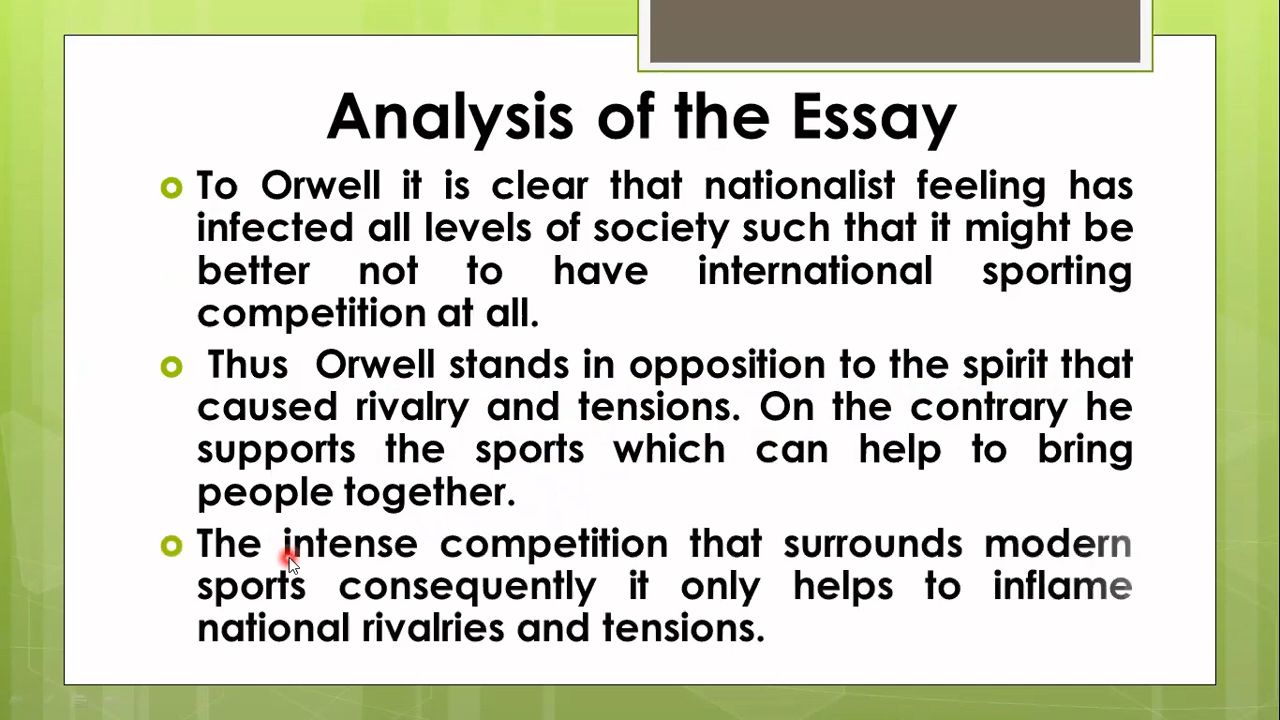 Analysis of the Essay
To Orwell it is clear that nationalist feeling has
infected all levels of society such that it might be
better not to have international sporting
competition at all.
Thus Orwell stands in opposition to the spirit that
caused rivalry and tensions. On the contrary he
supports the sports which can help to bring
people together.
The intense competition that surrounds modern
sports consequently it only helps to inflame
national rivalries and tensions.